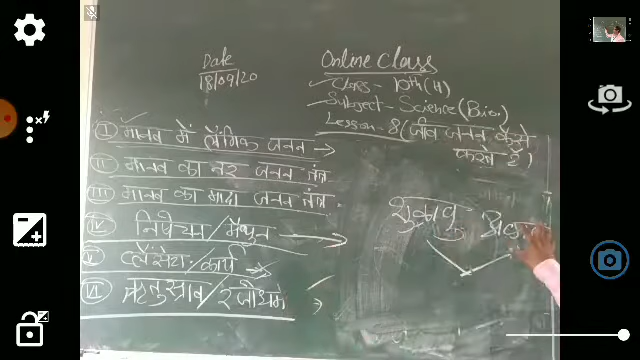 Date
18/09/20
Online Class
Class - 10th (H)
Subject - Science (Bio.)
Lesson - 8 (जीव जनन कैसे
करते हैं)
I मानव में लैंगिक जनन
II मानव का नर जनन तंत्र
III मानव का मादा जनन तंत्र
IV निषेचन/मैथुन
V प्लेसेंटा: कार्य
VI ऋतुस्त्राव/रजोधर्म
शुक्राणु